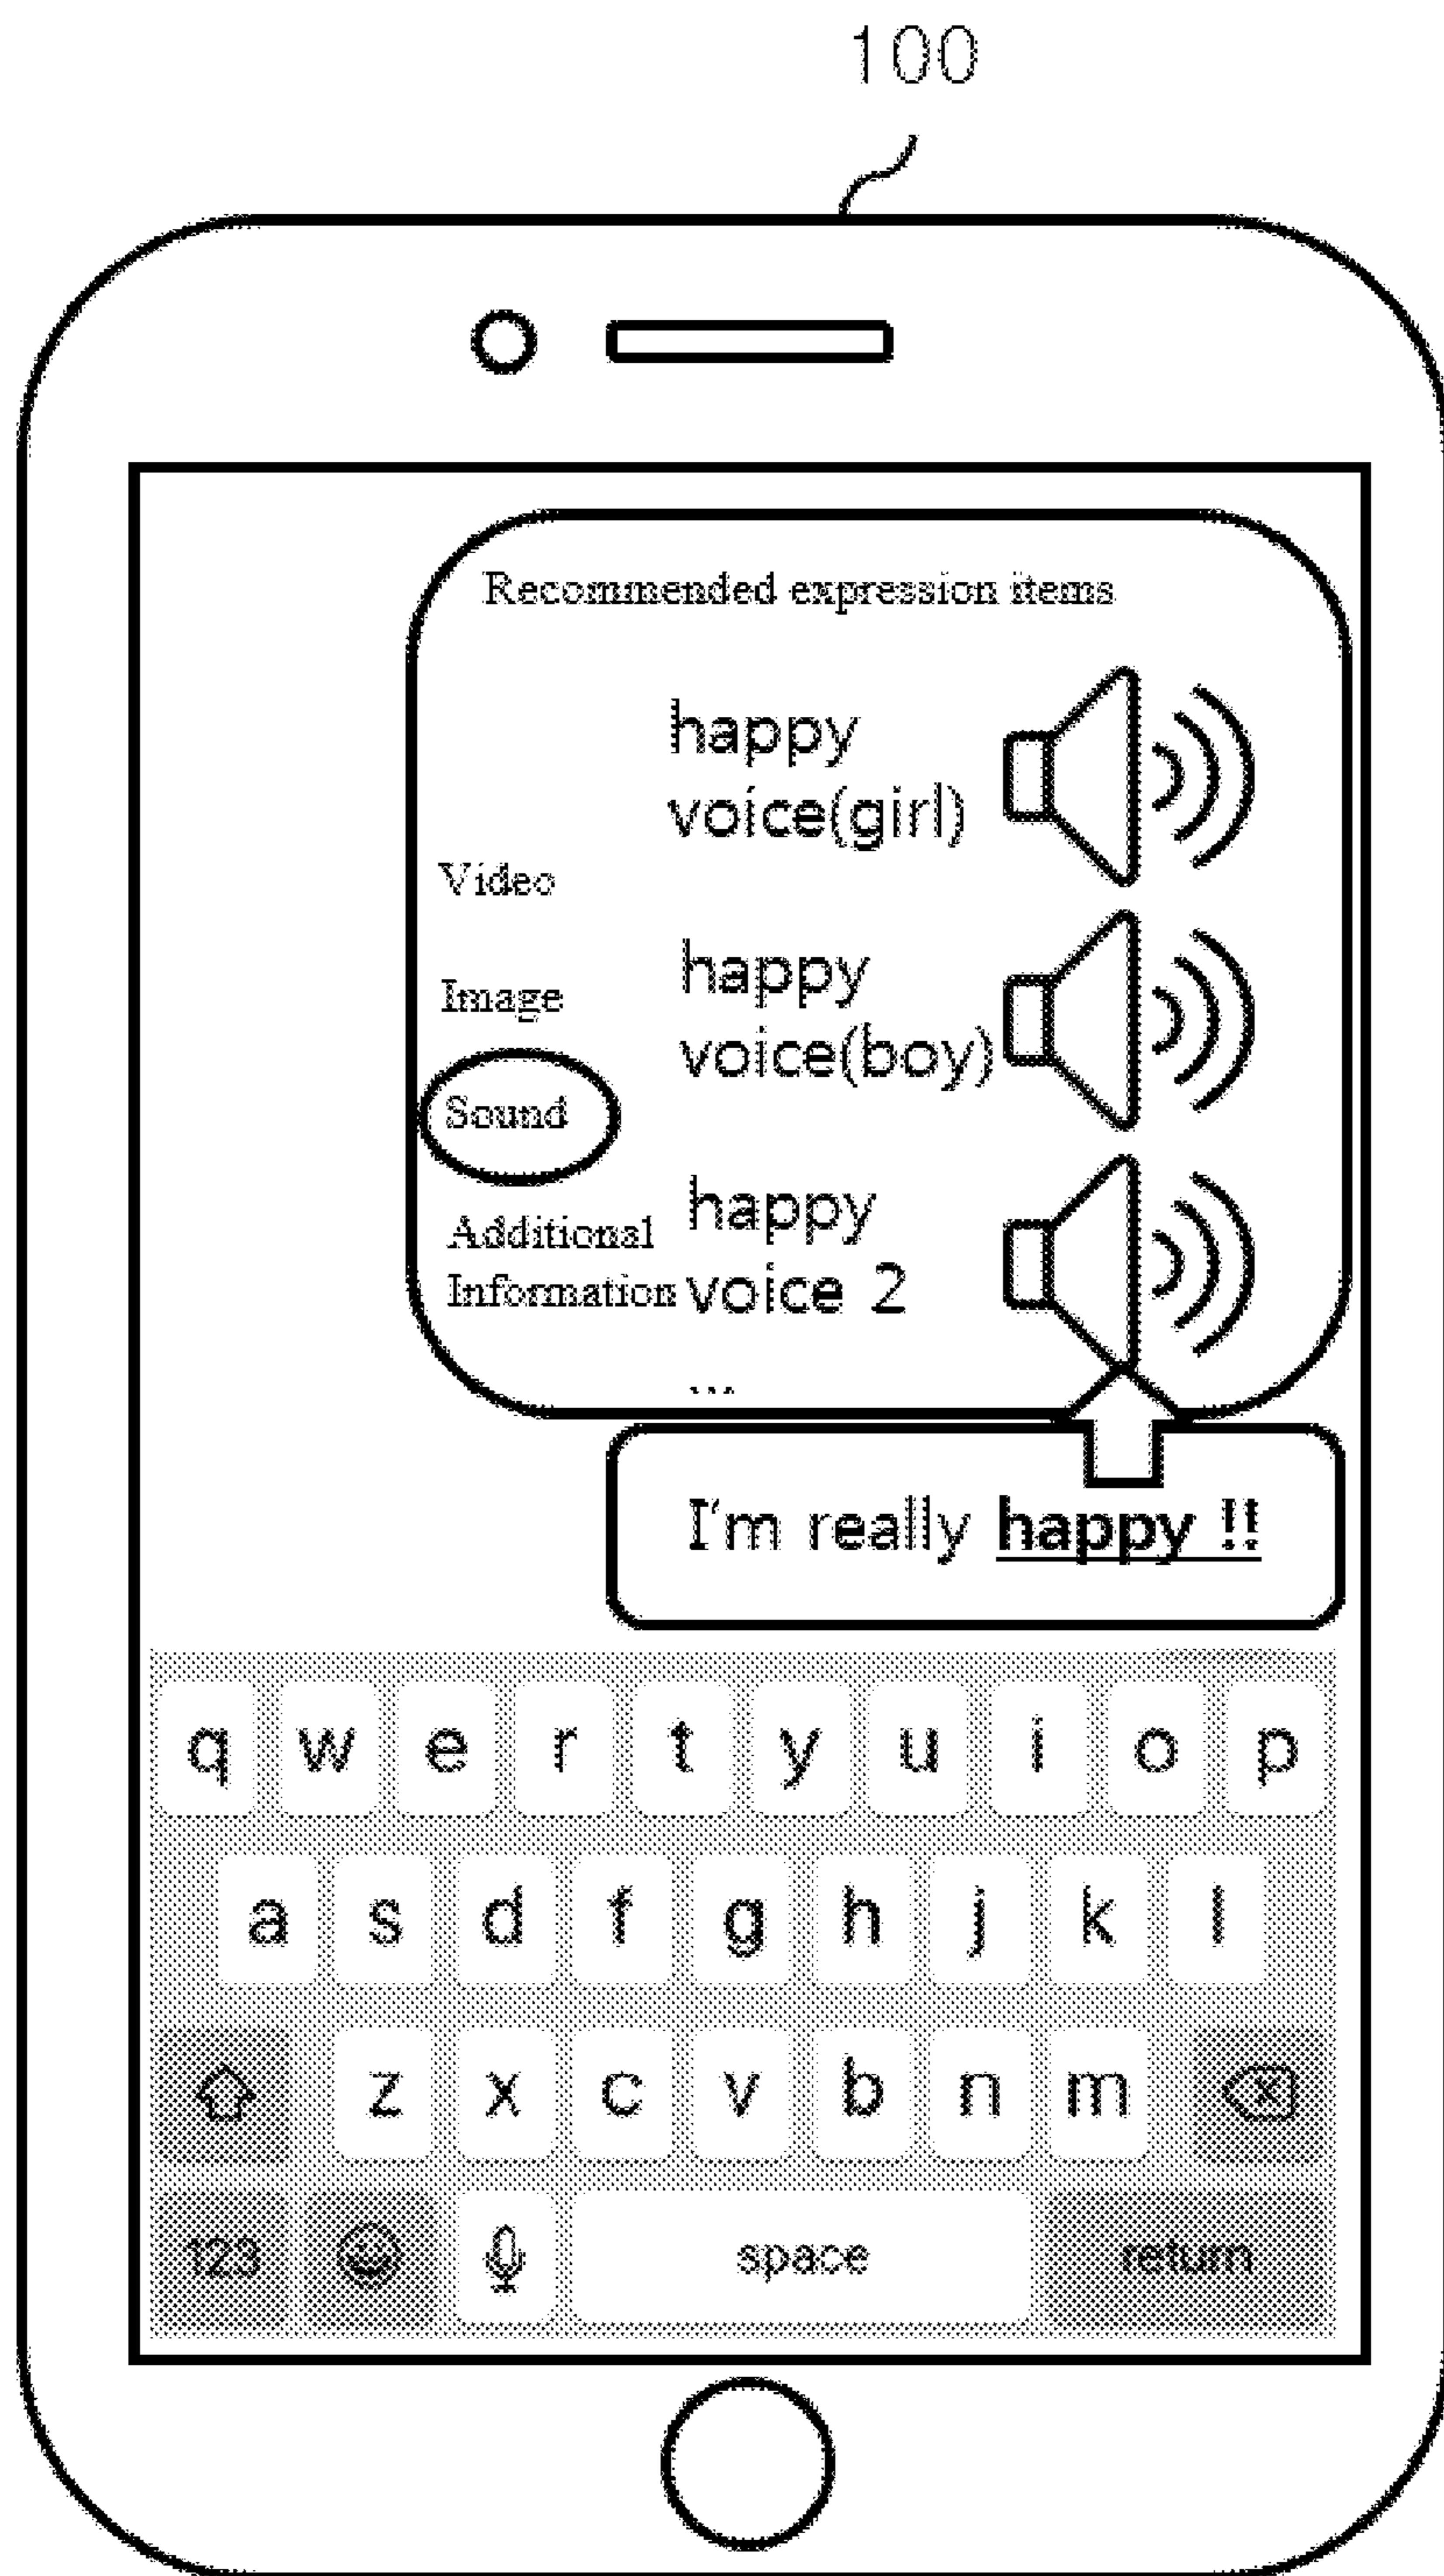 100
Recommended expression items
happy
voice(girl)
Video
happy
Image
voice(boy)
Sound
happy
Additional
Information voice 2
...
I'm really happy !!
q w e r t y u i o p
a s d f g h j k l
z x c v b n m
123 space return